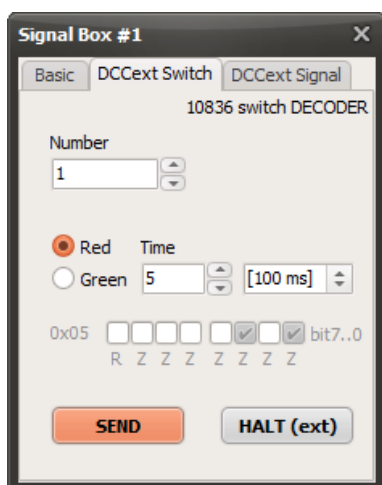 Signal Box #1
Basic DCCext Switch DCCext Signal
10836 switch DECODER
Number
1
Red Time
Green 5 [100 ms]
0x05 bit7..0
R Z Z Z Z Z Z Z
SEND HALT (ext)